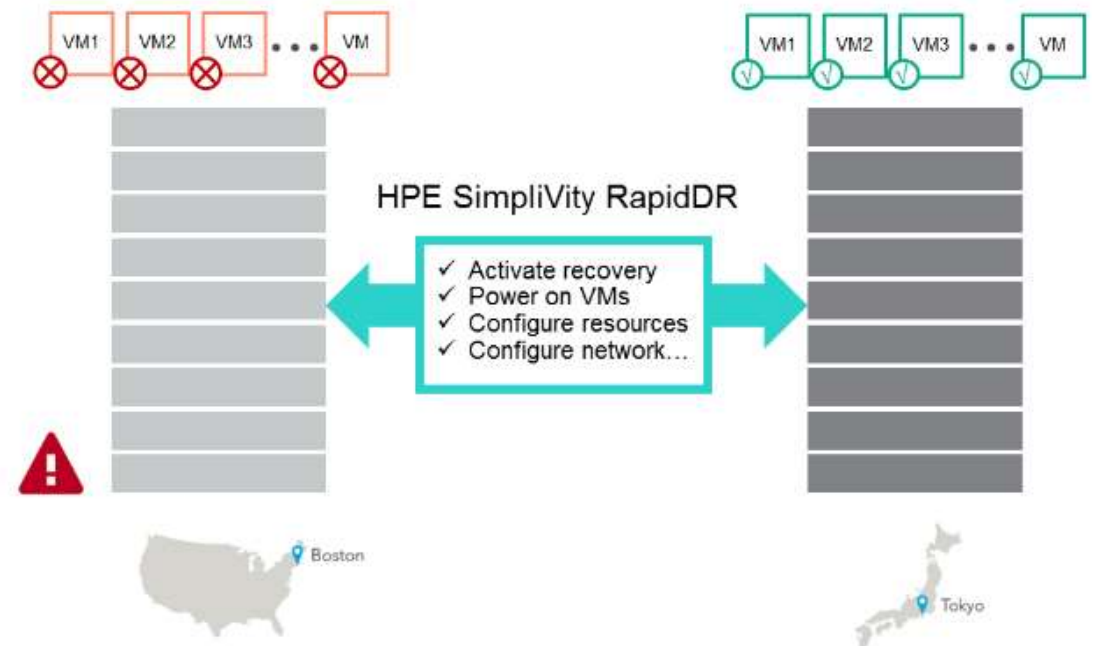 VM1 VM2 VM3 ••• VM
VM1 VM2 VM3 ••• VM
HPE SimpliVity RapidDR
✓ Activate recovery
✓ Power on VMs
✓ Configure resources
✓ Configure network…
Boston
Tokyo